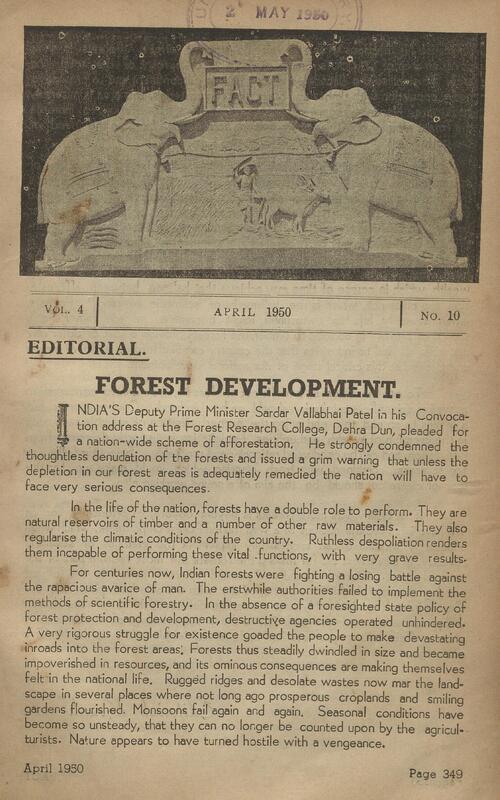 2 MAY 1950
FACT
VOL. 4
APRIL 1950
No. 10
EDITORIAL.
FOREST DEVELOPMENT.
INDIA'S Deputy Prime Minister Sardar Vallabhai Patel in his Convoca-
tion address at the Forest Research College, Dehra Dun, pleaded for
a nation-wide scheme of afforestation. He strongly condemned the
thoughtless denudation of the forests and issued a grim warning that unless the
depletion in our forest areas is adequately remedied the nation will have to
face very serious consequences.
In the life of the nation, forests have a double role to perform. They are
natural reservoirs of timber and a number of other raw materials. They also
regularise the climatic conditions of the country. Ruthless despoliation renders
them incapable of performing these vital functions, with very grave results.
For centuries now, Indian forests were fighting a losing battle against
the rapacious avarice of man. The erstwhile authorities failed to implement the
methods of scientific forestry. In the absence of a foresighted state policy of
forest protection and development, destructive agencies operated unhindered.
A very rigorous struggle for existence goaded the people to make devastating
inroads into the forest areas. Forests thus steadily dwindled in size and became
impoverished in resources, and its ominous consequences are making themselves
felt in the national life. Rugged ridges and desolate wastes now mar the land-
scape in several places where not long ago prosperous croplands and smiling
gardens flourished. Monsoons fail again and again. Seasonal conditions have
become so unsteady, that they can no longer be counted upon by the agricul-
turists. Nature appears to have turned hostile with a vengeance.
April 1950
Page 349